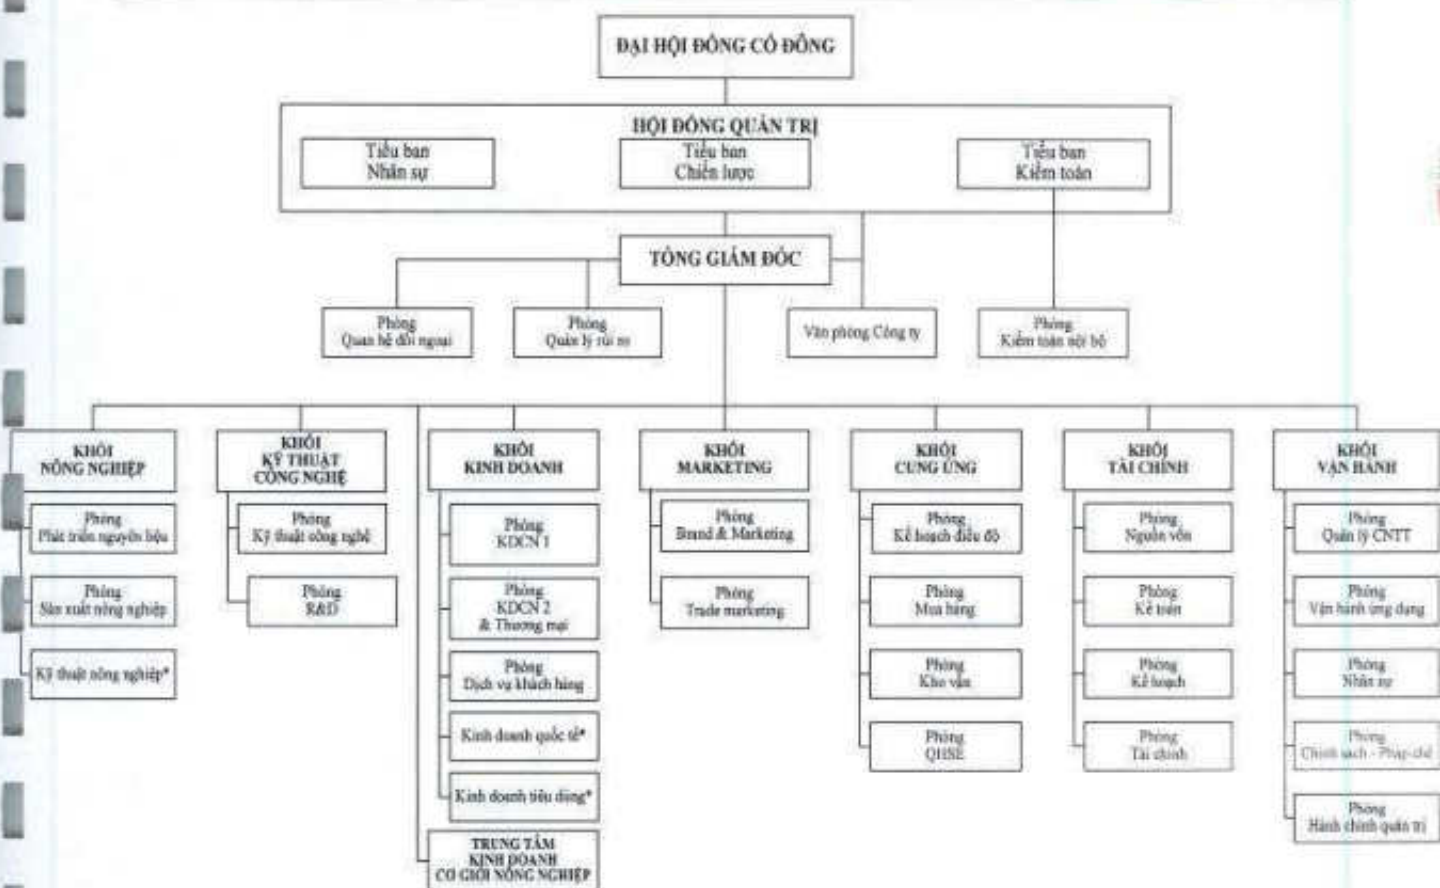 ĐẠI HỘI ĐỒNG CỔ ĐÔNG
HỘI ĐỒNG QUẢN TRỊ
Tiểu ban
Nhân sự
Tiểu ban
Chiến lược
Tiểu ban
Kiểm toán
TỔNG GIÁM ĐỐC
Phòng
Quan hệ đối ngoại
Phòng
Quản lý rủi ro
Văn phòng Công ty
Phòng
Kiểm toán nội bộ
KHỐI
NÔNG NGHIỆP
KHỐI
KỸ THUẬT
CÔNG NGHỆ
KHỐI
KINH DOANH
KHỐI
MARKETING
KHỐI
CUNG ỨNG
KHỐI
TÀI CHÍNH
KHỐI
VẬN HÀNH
Phòng
Phát triển nguyên liệu
Phòng
Sản xuất nông nghiệp
Kỹ thuật nông nghiệp*
Phòng
Kỹ thuật công nghệ
Phòng
R&D
Phòng
KDCN 1
Phòng
KDCN 2
& Thương mại
Phòng
Dịch vụ khách hàng
Kinh doanh quốc tế*
Kinh doanh tiêu dùng*
TRUNG TÂM
KINH DOANH
CƠ GIỚI NÔNG NGHIỆP
Phòng
Brand & Marketing
Phòng
Trade marketing
Phòng
Kế hoạch điều độ
Phòng
Mua hàng
Phòng
Kho vận
Phòng
QHSE
Phòng
Nguồn vốn
Phòng
Kế toán
Phòng
Kế hoạch
Phòng
Tài chính
Phòng
Quản lý CNTT
Phòng
Vận hành ứng dụng
Phòng
Nhân sự
Phòng
Chính sách - Pháp chế
Phòng
Hành chính quản trị